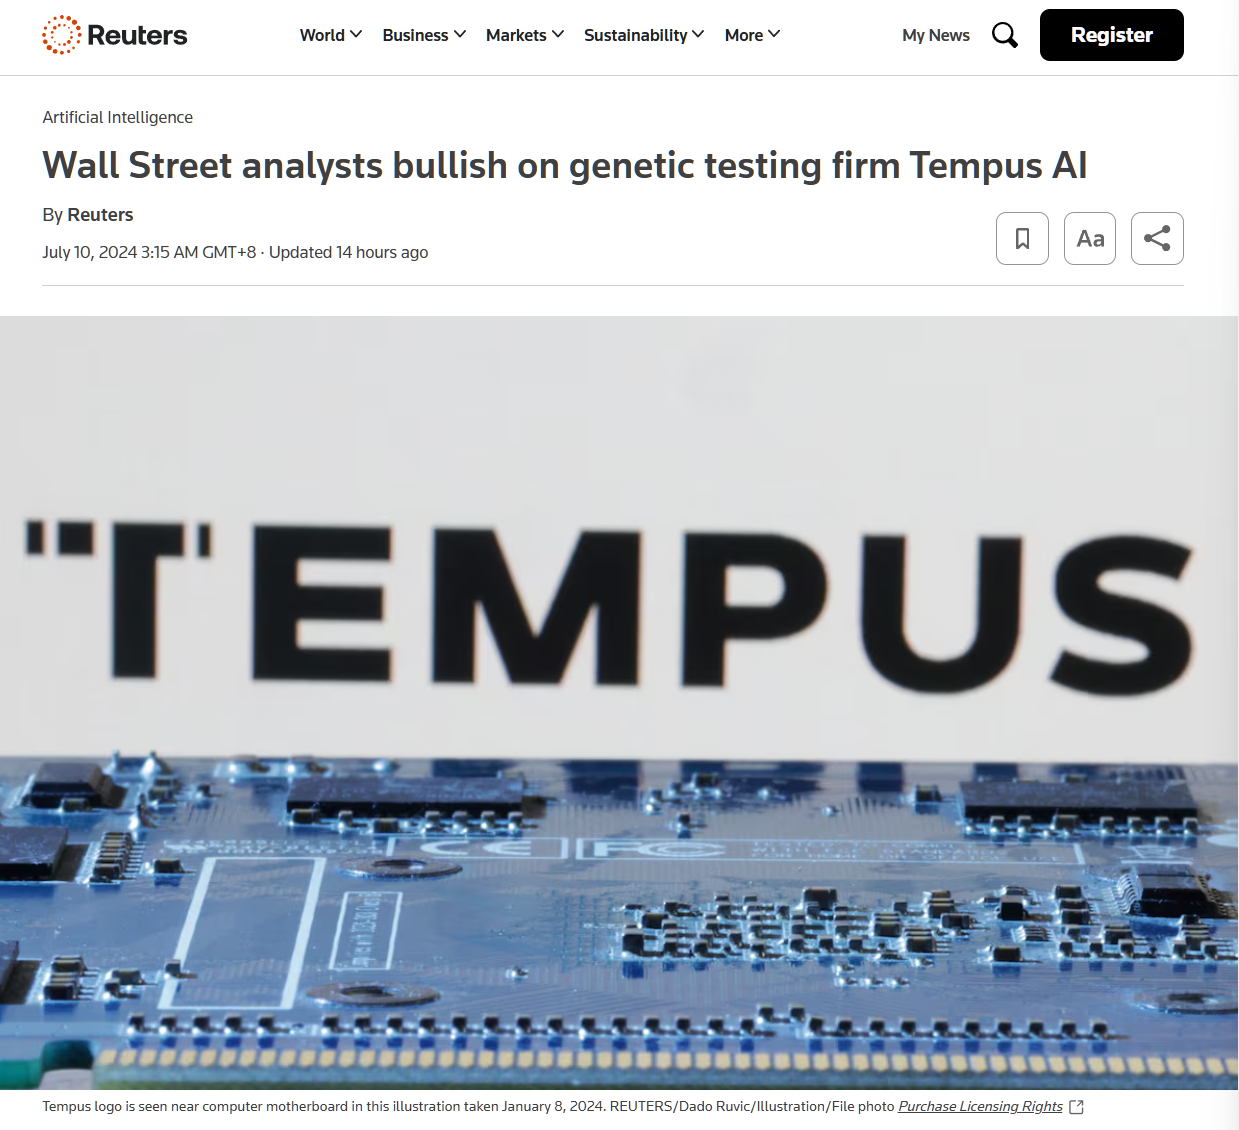 Reuters
World Business Markets Sustainability More
My News
Register
Artificial Intelligence
Wall Street analysts bullish on genetic testing firm Tempus AI
By Reuters
July 10, 2024 3:15 AM GMT+8 · Updated 14 hours ago
Aa
TEMPUS
CE FC
Tempus logo is seen near computer motherboard in this illustration taken January 8, 2024. REUTERS/Dado Ruvic/Illustration/File photo Purchase Licensing Rights